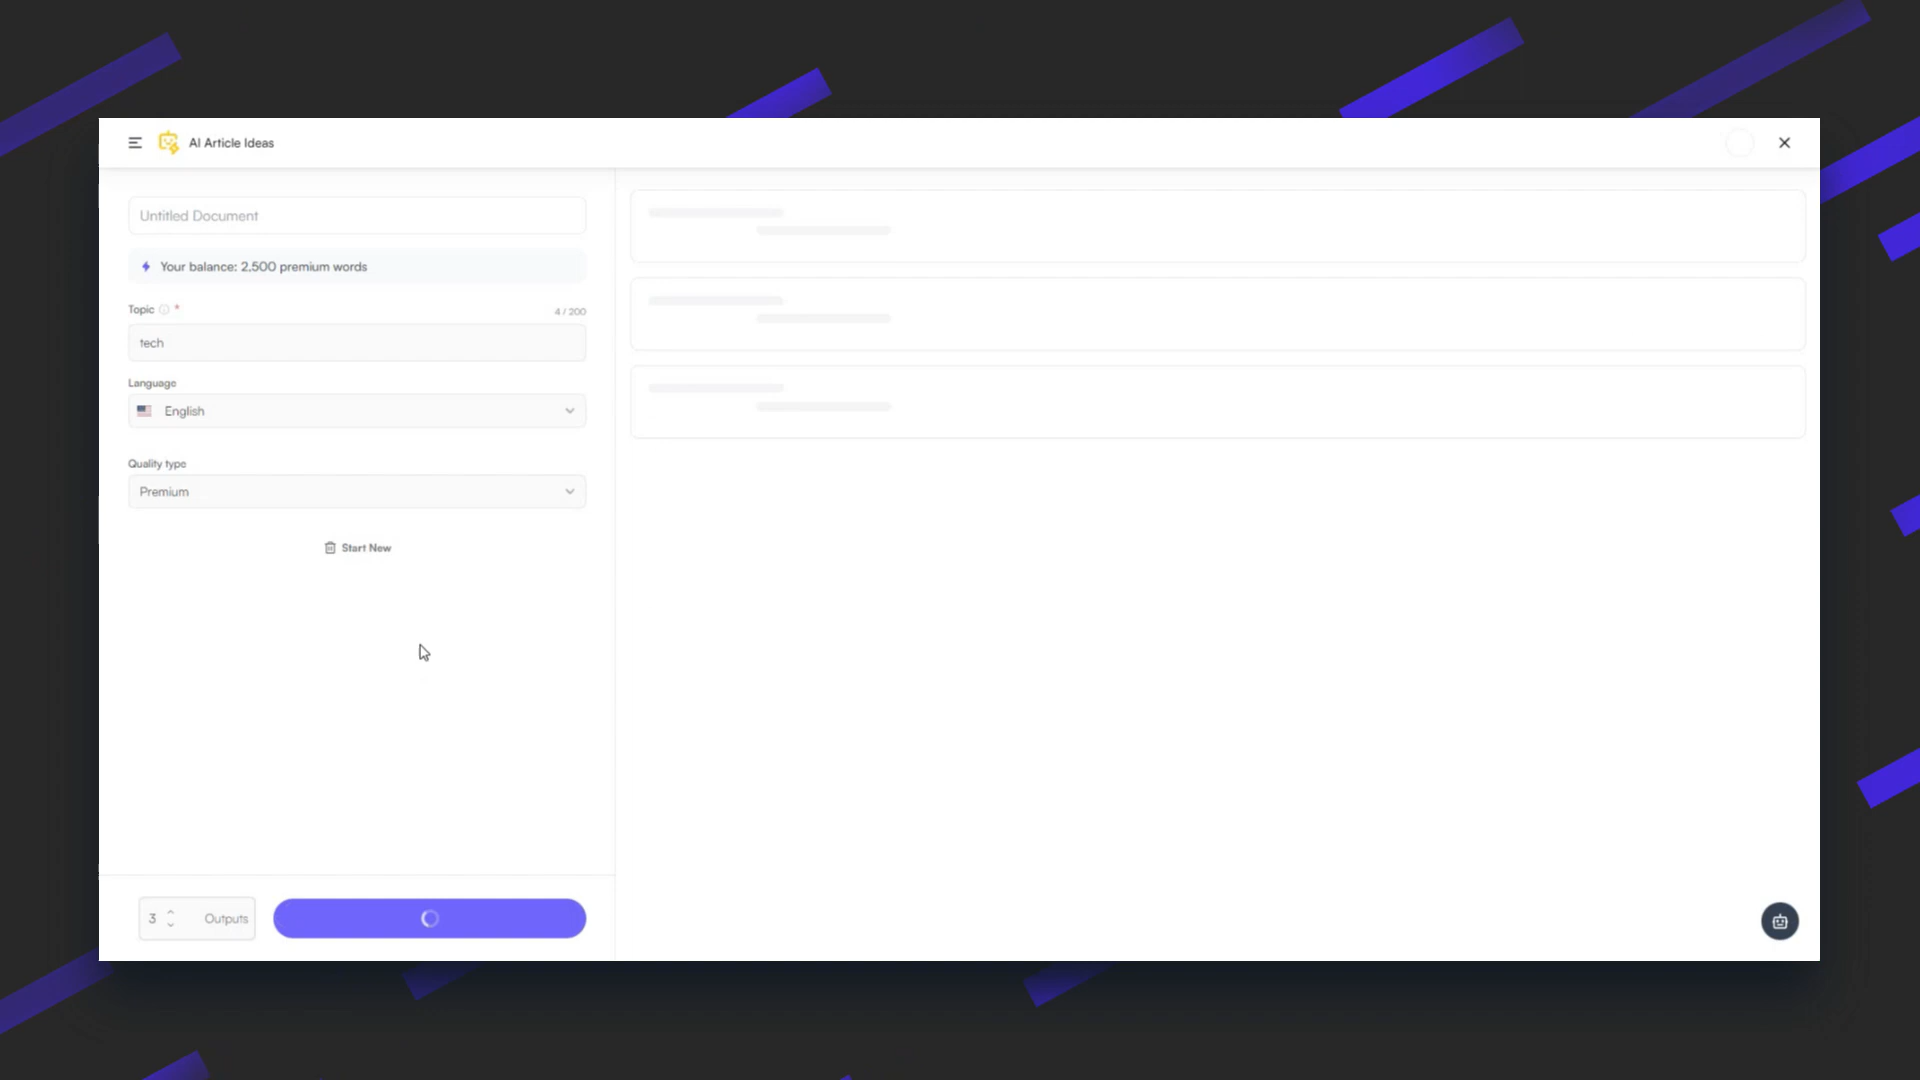 AI Article Ideas
Untitled Document
Your balance: 2,500 premium words
Topic *
4 / 200
tech
Language
English
Quality type
Premium
Start New
3
Outputs